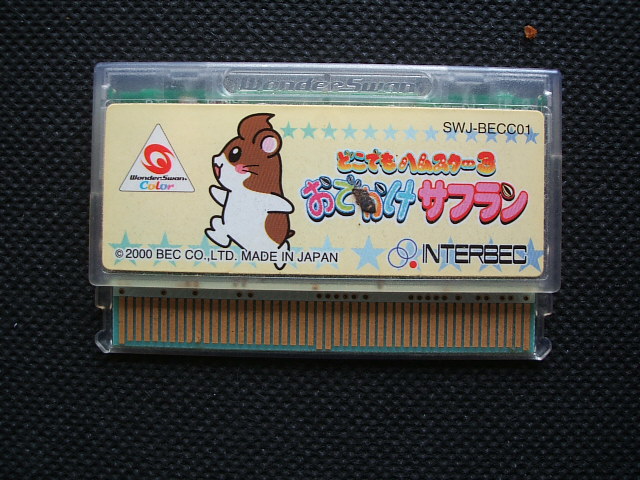 WonderSwan
SWJ-BECC01
どこでもハムスター3
おでかけサフラン
WonderSwan
Color
© 2000 BEC CO., LTD. MADE IN JAPAN
INTERBEC